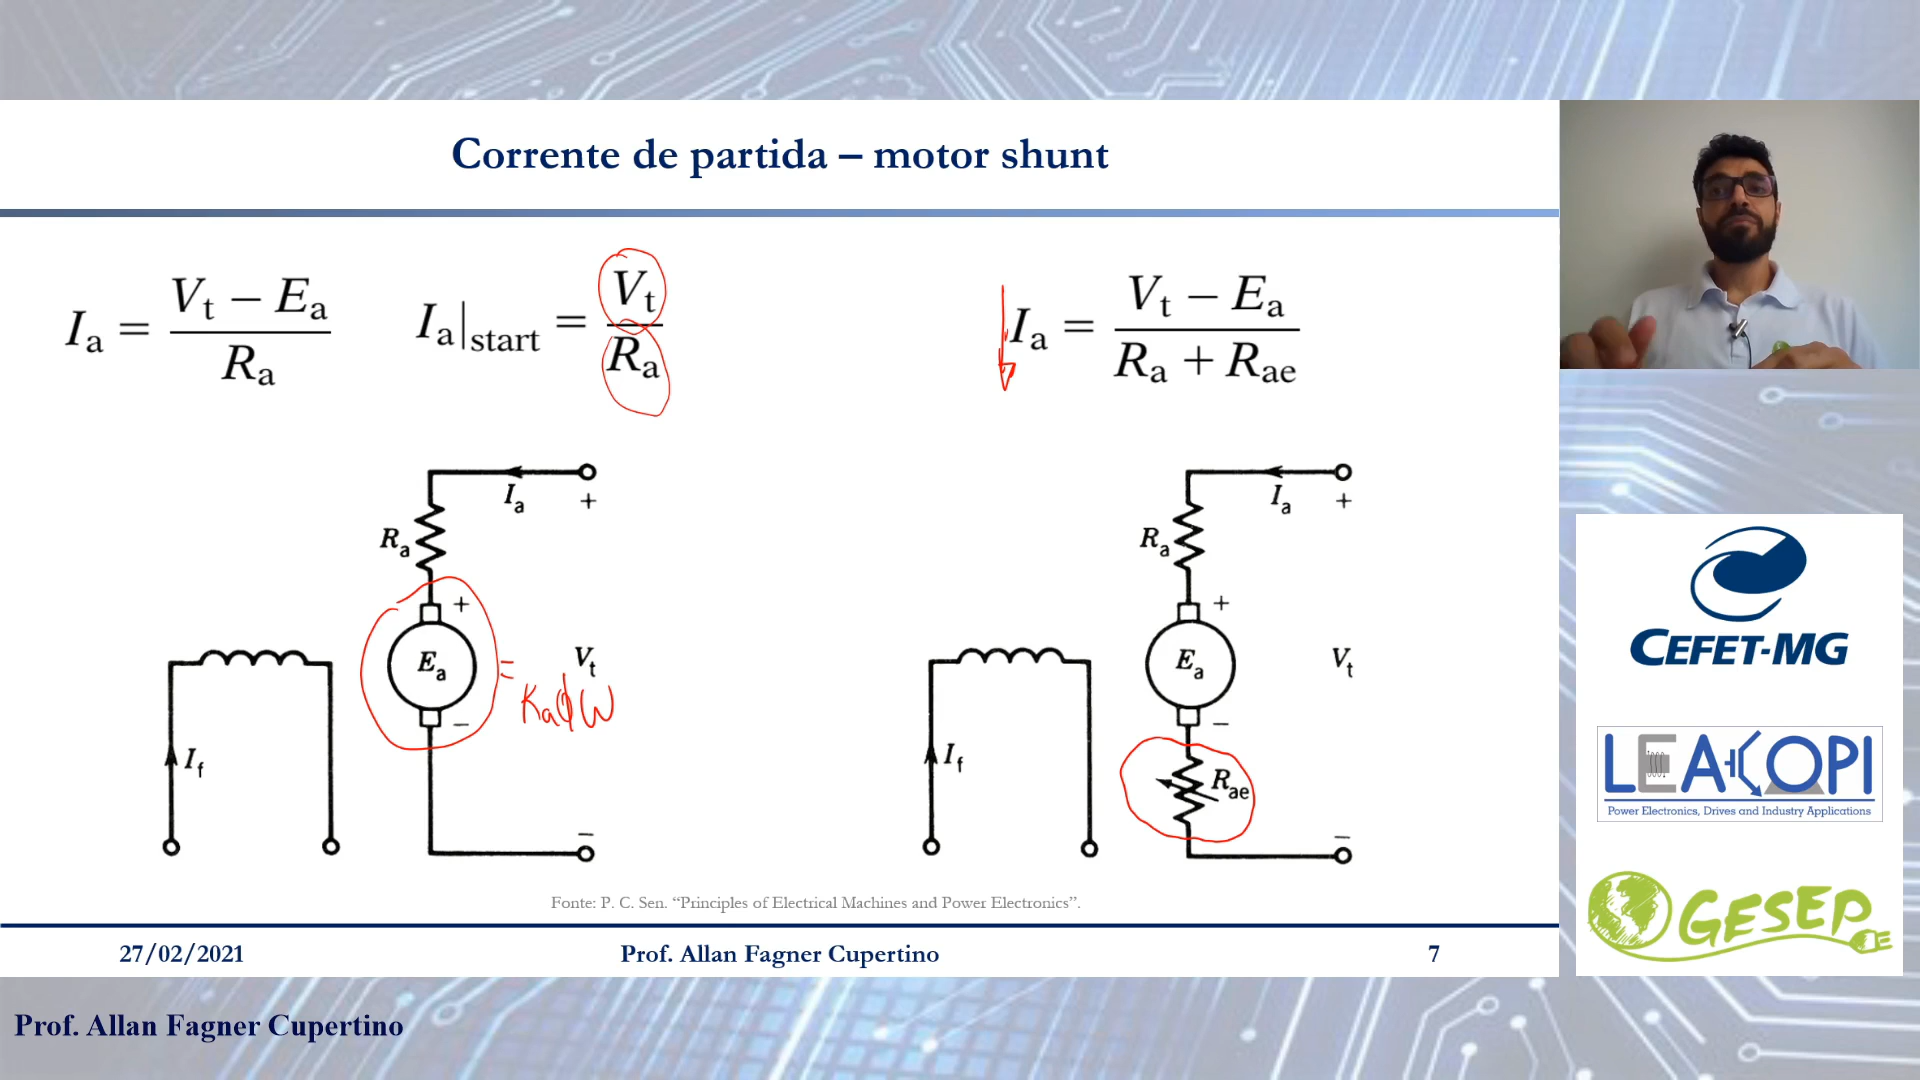 Corrente de partida – motor shunt
Ia = Vt − Ea / Ra
Ia|start = Vt / Ra
Ia = Vt − Ea / Ra + Rae
Ia
+
Ra
+
Ea
−
Vt
= KaϕW
If
−
Ia
+
Ra
+
Ea
−
Vt
Rae
If
−
Fonte: P. C. Sen. “Principles of Electrical Machines and Power Electronics”.
27/02/2021
Prof. Allan Fagner Cupertino
7
CEFET-MG
LEACOPI
Power Electronics, Drives and Industry Applications
GESEP
Prof. Allan Fagner Cupertino